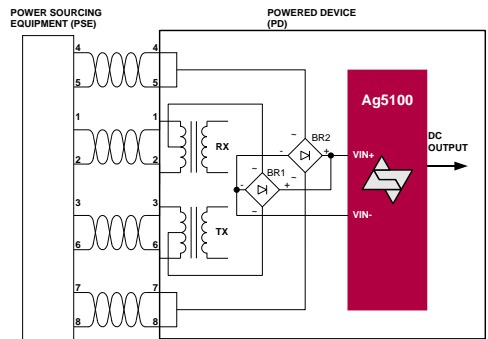 POWER SOURCING
EQUIPMENT (PSE)
POWERED DEVICE
(PD)
4 4
5 5
1 1
2 2
3 3
6 6
7 7
8 8
RX
TX
~
BR2
- +
~
~
BR1
- +
~
Ag5100
VIN+
VIN-
DC
OUTPUT